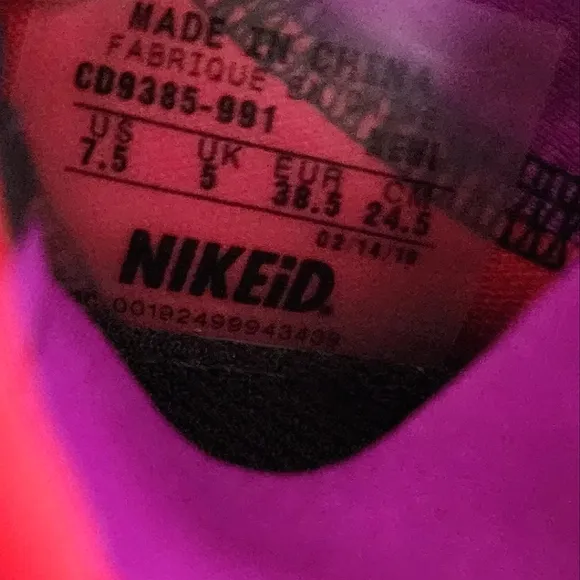 MADE IN CHINA
FABRIQUE
CD9385-991
US UK EUR CM
7.5 5 38.5 24.5
02/14/19
NIKEiD.
00192499943439